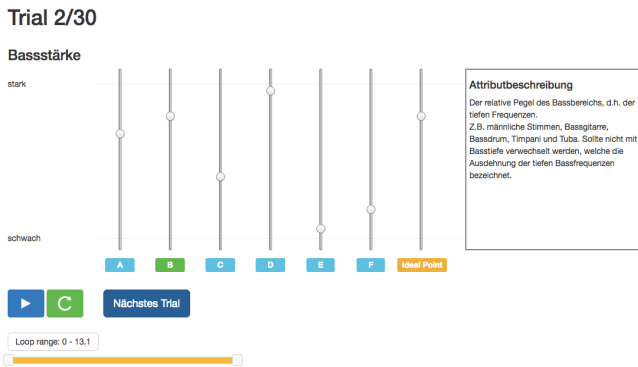 Trial 2/30
Bassstärke
stark
schwach
A B C D E F Ideal Point
Attributbeschreibung
Der relative Pegel des Bassbereichs, d.h. der
tiefen Frequenzen.
Z.B. männliche Stimmen, Bassgitarre,
Bassdrum, Timpani und Tuba. Sollte nicht mit
Basstiefe verwechselt werden, welche die
Ausdehnung der tiefen Bassfrequenzen
bezeichnet.
Nächstes Trial
Loop range: 0 - 13.1